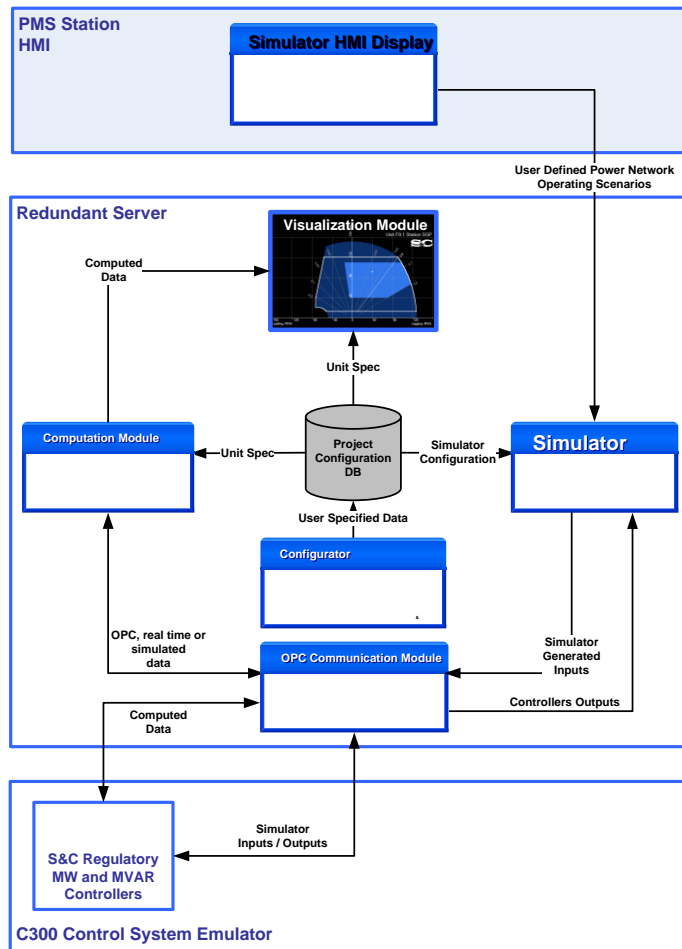 PMS Station
HMI
Simulator HMI Display
User Defined Power Network
Operating Scenarios
Redundant Server
Visualization Module
S&C
Computed
Data
Unit Spec
Computation Module
Unit Spec
Project
Configuration
DB
Simulator
Configuration
Simulator
User Specified Data
Configurator
OPC, real time or
simulated
data
OPC Communication Module
Simulator
Generated
Inputs
Controllers Outputs
Computed
Data
Simulator
Inputs / Outputs
S&C Regulatory
MW and MVAR
Controllers
C300 Control System Emulator